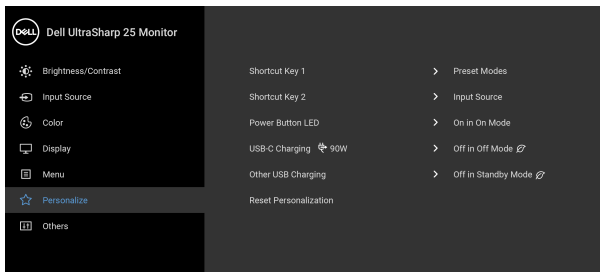 DELL Dell UltraSharp 25 Monitor
Brightness/Contrast Shortcut Key 1 Preset Modes
Input Source Shortcut Key 2 Input Source
Color Power Button LED On in On Mode
Display USB-C Charging 90W Off in Off Mode
Menu Other USB Charging Off in Standby Mode
Personalize Reset Personalization
Others